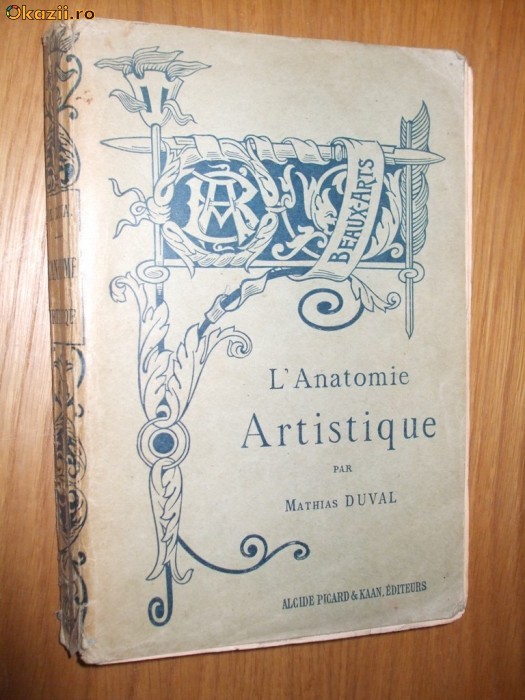 Okazii.ro
BEAUX-ARTS
L'Anatomie
Artistique
PAR
MATHIAS DUVAL
ALCIDE PICARD & KAAN, ÉDITEURS